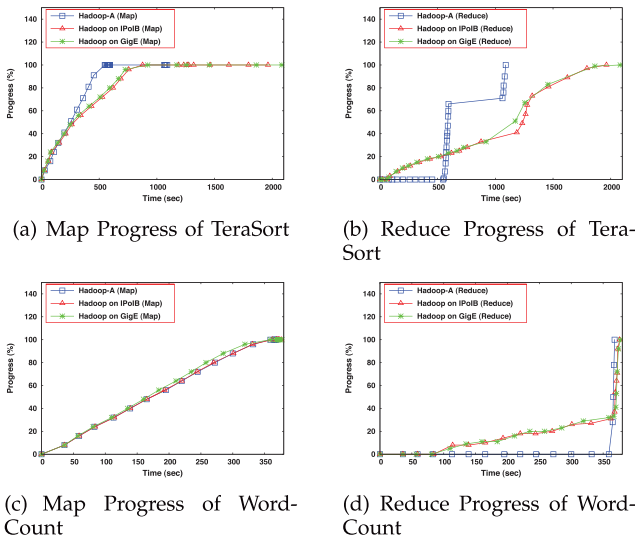 140
120
100
80
60
40
20
0
Progress (%)
Hadoop-A (Map)
Hadoop on IPoIB (Map)
Hadoop on GigE (Map)
0 500 1000 1500 2000
Time (sec)
(a) Map Progress of TeraSort
140
120
100
80
60
40
20
0
Progress (%)
Hadoop-A (Reduce)
Hadoop on IPoIB (Reduce)
Hadoop on GigE (Reduce)
0 500 1000 1500 2000
Time (sec)
(b) Reduce Progress of Tera-
Sort
140
120
100
80
60
40
20
0
Progress (%)
Hadoop-A (Map)
Hadoop on IPoIB (Map)
Hadoop on GigE (Map)
0 50 100 150 200 250 300 350
Time (sec)
(c) Map Progress of Word-
Count
140
120
100
80
60
40
20
0
Progress (%)
Hadoop-A (Reduce)
Hadoop on IPoIB (Reduce)
Hadoop on GigE (Reduce)
0 50 100 150 200 250 300 350
Time (sec)
(d) Reduce Progress of Word-
Count